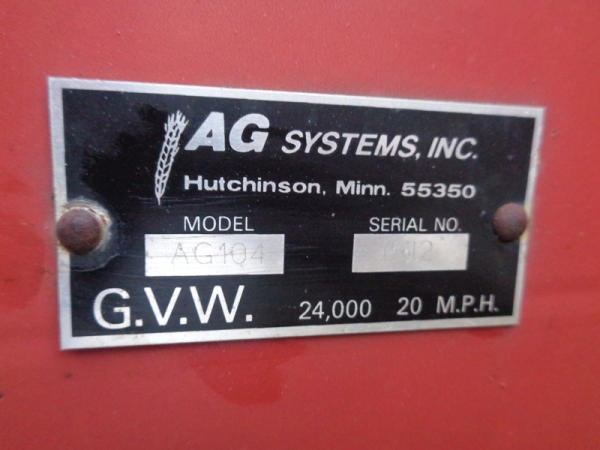 AG SYSTEMS, INC.
Hutchinson, Minn. 55350
MODEL SERIAL NO.
AG104
G.V.W. 24,000 20 M.P.H.